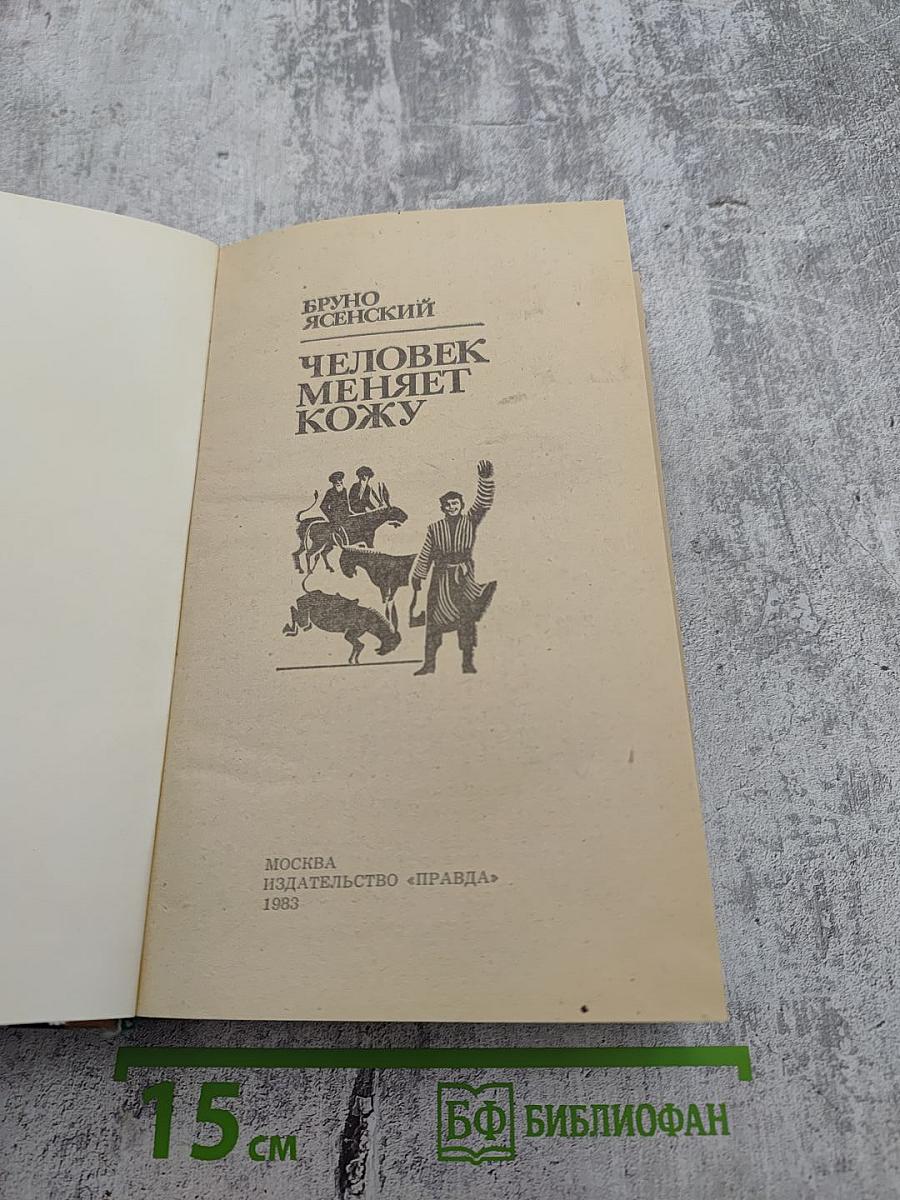 БРУНО
ЯСЕНСКИЙ
ЧЕЛОВЕК
МЕНЯЕТ
КОЖУ
МОСКВА
ИЗДАТЕЛЬСТВО «ПРАВДА»
1983
15 см
БФ БИБЛИОФАН